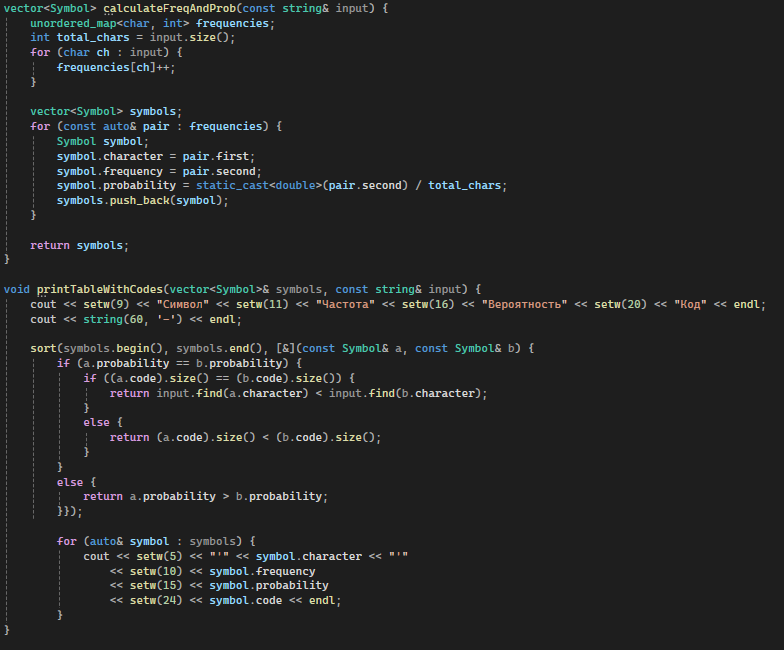 vector<Symbol> calculateFreqAndProb(const string& input) {
    unordered_map<char, int> frequencies;
    int total_chars = input.size();
    for (char ch : input) {
        frequencies[ch]++;
    }

    vector<Symbol> symbols;
    for (const auto& pair : frequencies) {
        Symbol symbol;
        symbol.character = pair.first;
        symbol.frequency = pair.second;
        symbol.probability = static_cast<double>(pair.second) / total_chars;
        symbols.push_back(symbol);
    }

    return symbols;
}

void printTableWithCodes(vector<Symbol>& symbols, const string& input) {
    cout << setw(9) << "Символ" << setw(11) << "Частота" << setw(16) << "Вероятность" << setw(20) << "Код" << endl;
    cout << string(60, '-') << endl;

    sort(symbols.begin(), symbols.end(), [&](const Symbol& a, const Symbol& b) {
        if (a.probability == b.probability) {
            if ((a.code).size() == (b.code).size()) {
                return input.find(a.character) < input.find(b.character);
            }
            else {
                return (a.code).size() < (b.code).size();
            }
        }
        else {
            return a.probability > b.probability;
        }});

        for (auto& symbol : symbols) {
            cout << setw(5) << "'" << symbol.character << "'"
                << setw(10) << symbol.frequency
                << setw(15) << symbol.probability
                << setw(24) << symbol.code << endl;
        }
}